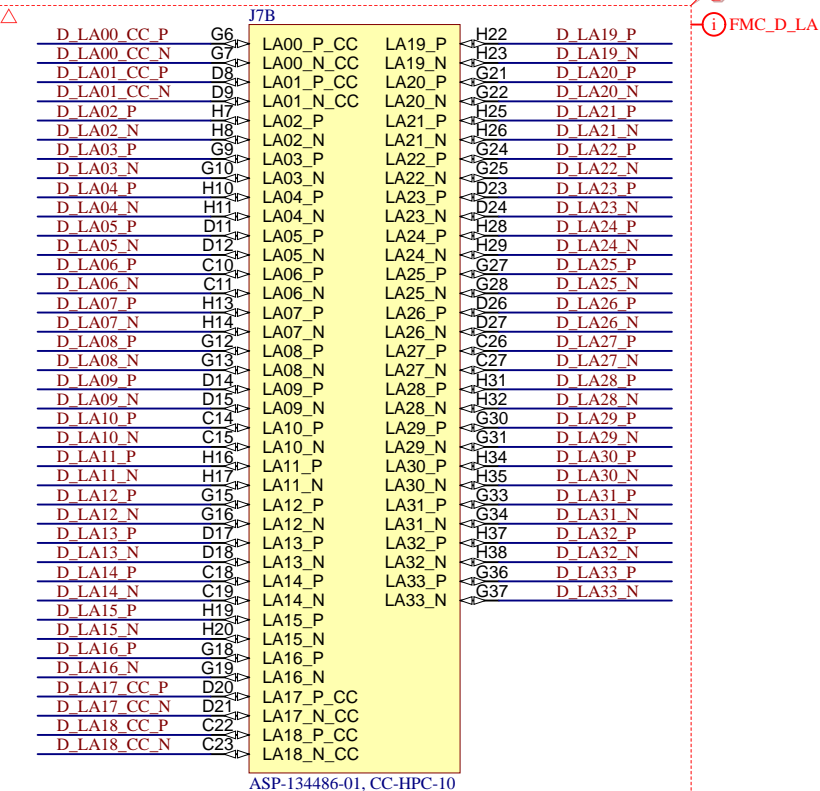 J7B
FMC_D_LA
i
D_LA00_CC_P G6 LA00_P_CC LA19_P H22 D_LA19_P
D_LA00_CC_N G7 LA00_N_CC LA19_N H23 D_LA19_N
D_LA01_CC_P D8 LA01_P_CC LA20_P G21 D_LA20_P
D_LA01_CC_N D9 LA01_N_CC LA20_N G22 D_LA20_N
D_LA02_P H7 LA02_P LA21_P H25 D_LA21_P
D_LA02_N H8 LA02_N LA21_N H26 D_LA21_N
D_LA03_P G9 LA03_P LA22_P G24 D_LA22_P
D_LA03_N G10 LA03_N LA22_N G25 D_LA22_N
D_LA04_P H10 LA04_P LA23_P D23 D_LA23_P
D_LA04_N H11 LA04_N LA23_N D24 D_LA23_N
D_LA05_P D11 LA05_P LA24_P H28 D_LA24_P
D_LA05_N D12 LA05_N LA24_N H29 D_LA24_N
D_LA06_P C10 LA06_P LA25_P G27 D_LA25_P
D_LA06_N C11 LA06_N LA25_N G28 D_LA25_N
D_LA07_P H13 LA07_P LA26_P D26 D_LA26_P
D_LA07_N H14 LA07_N LA26_N D27 D_LA26_N
D_LA08_P G12 LA08_P LA27_P C26 D_LA27_P
D_LA08_N G13 LA08_N LA27_N C27 D_LA27_N
D_LA09_P D14 LA09_P LA28_P H31 D_LA28_P
D_LA09_N D15 LA09_N LA28_N H32 D_LA28_N
D_LA10_P C14 LA10_P LA29_P G30 D_LA29_P
D_LA10_N C15 LA10_N LA29_N G31 D_LA29_N
D_LA11_P H16 LA11_P LA30_P H34 D_LA30_P
D_LA11_N H17 LA11_N LA30_N H35 D_LA30_N
D_LA12_P G15 LA12_P LA31_P G33 D_LA31_P
D_LA12_N G16 LA12_N LA31_N G34 D_LA31_N
D_LA13_P D17 LA13_P LA32_P H37 D_LA32_P
D_LA13_N D18 LA13_N LA32_N H38 D_LA32_N
D_LA14_P C18 LA14_P LA33_P G36 D_LA33_P
D_LA14_N C19 LA14_N LA33_N G37 D_LA33_N
D_LA15_P H19 LA15_P
D_LA15_N H20 LA15_N
D_LA16_P G18 LA16_P
D_LA16_N G19 LA16_N
D_LA17_CC_P D20 LA17_P_CC
D_LA17_CC_N D21 LA17_N_CC
D_LA18_CC_P C22 LA18_P_CC
D_LA18_CC_N C23 LA18_N_CC
ASP-134486-01, CC-HPC-10